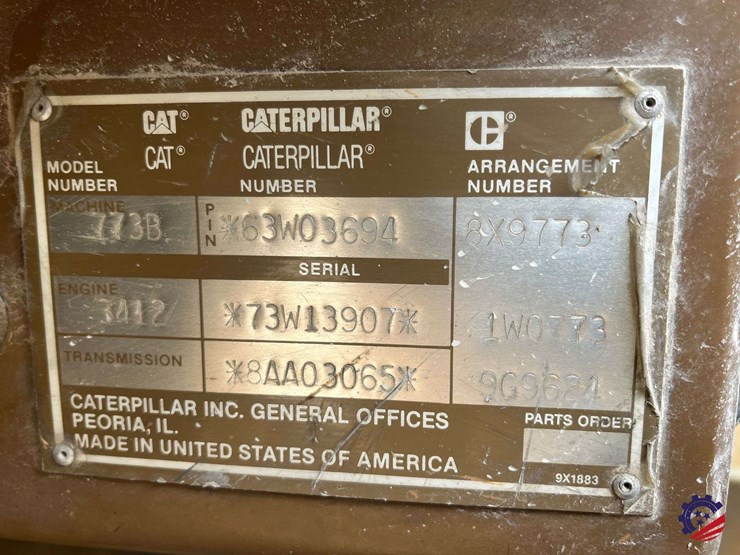 CAT® CATERPILLAR® C®
CAT® CATERPILLAR®
MODEL NUMBER NUMBER ARRANGEMENT NUMBER
MACHINE 773B PIN *63W03694 8X9773
SERIAL
ENGINE 3412 *73W13907* 1W0773
TRANSMISSION *8AA03065* 9G9684
CATERPILLAR INC. GENERAL OFFICES
PEORIA, IL.
MADE IN UNITED STATES OF AMERICA
PARTS ORDER
9X1883